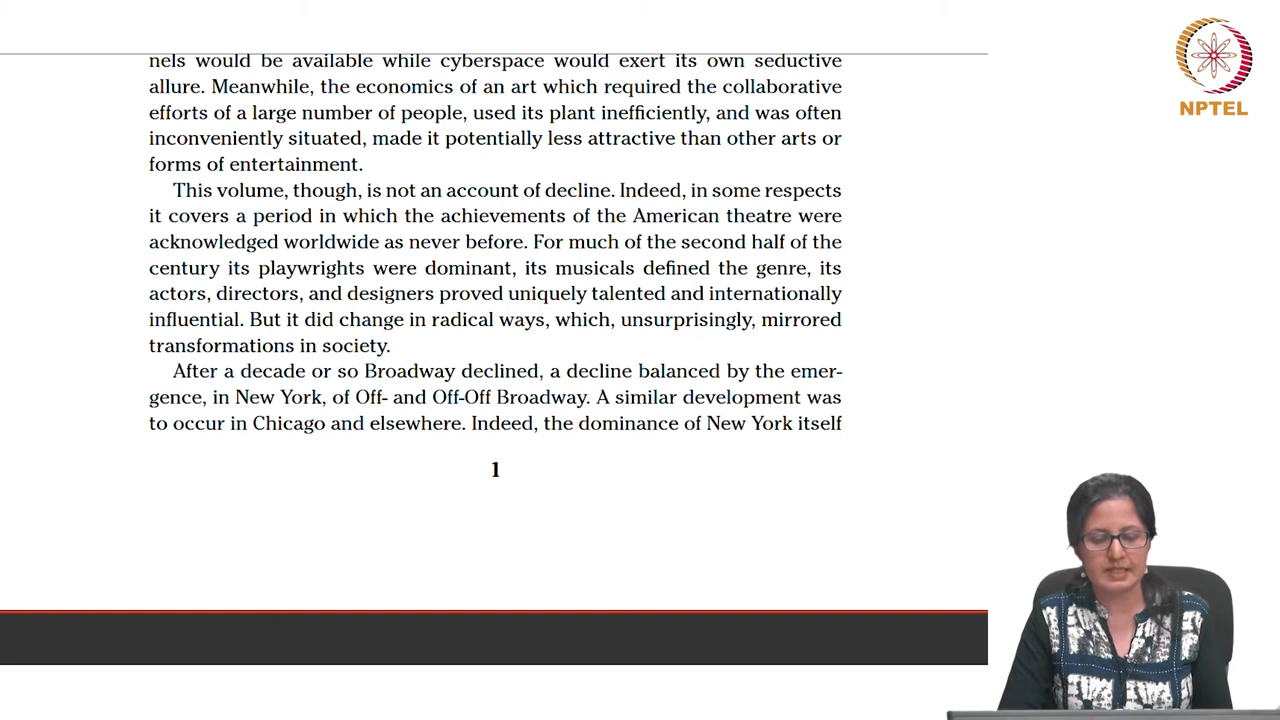 nels would be available while cyberspace would exert its own seductive
allure. Meanwhile, the economics of an art which required the collaborative
efforts of a large number of people, used its plant inefficiently, and was often
inconveniently situated, made it potentially less attractive than other arts or
forms of entertainment.
This volume, though, is not an account of decline. Indeed, in some respects
it covers a period in which the achievements of the American theatre were
acknowledged worldwide as never before. For much of the second half of the
century its playwrights were dominant, its musicals defined the genre, its
actors, directors, and designers proved uniquely talented and internationally
influential. But it did change in radical ways, which, unsurprisingly, mirrored
transformations in society.
After a decade or so Broadway declined, a decline balanced by the emer-
gence, in New York, of Off- and Off-Off Broadway. A similar development was
to occur in Chicago and elsewhere. Indeed, the dominance of New York itself
1
NPTEL